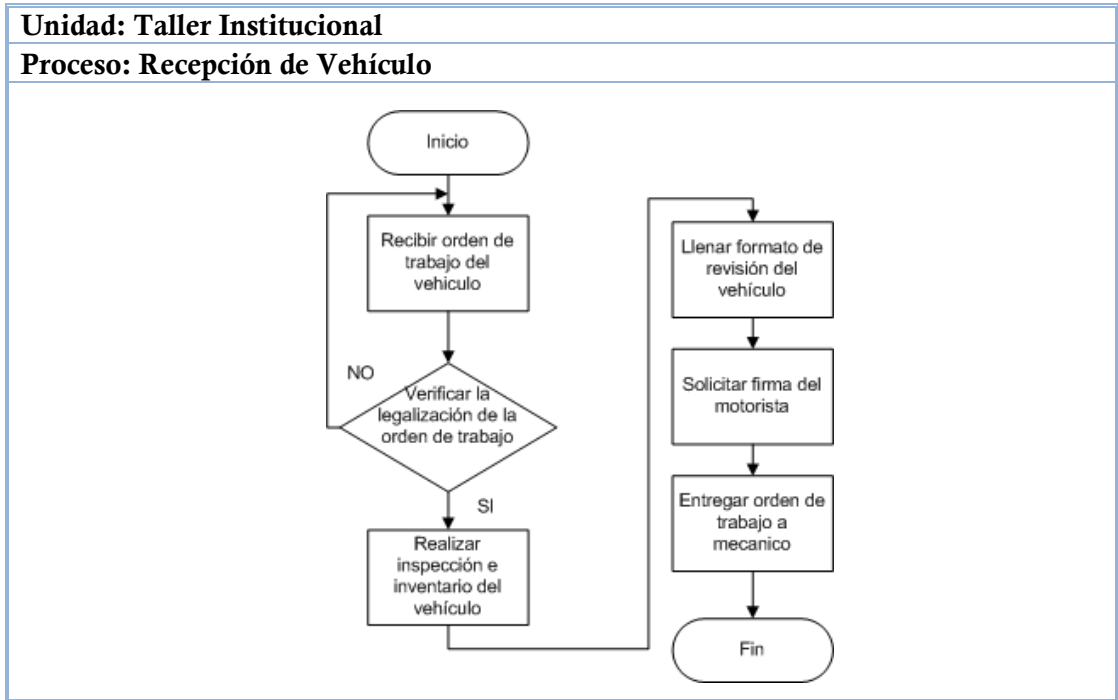 Unidad: Taller Institucional
Proceso: Recepción de Vehículo
Inicio
Recibir orden de
trabajo del
vehiculo
NO
Verificar la
legalización de la
orden de trabajo
SI
Realizar
inspección e
inventario del
vehículo
Llenar formato de
revisión del
vehículo
Solicitar firma del
motorista
Entregar orden de
trabajo a
mecanico
Fin